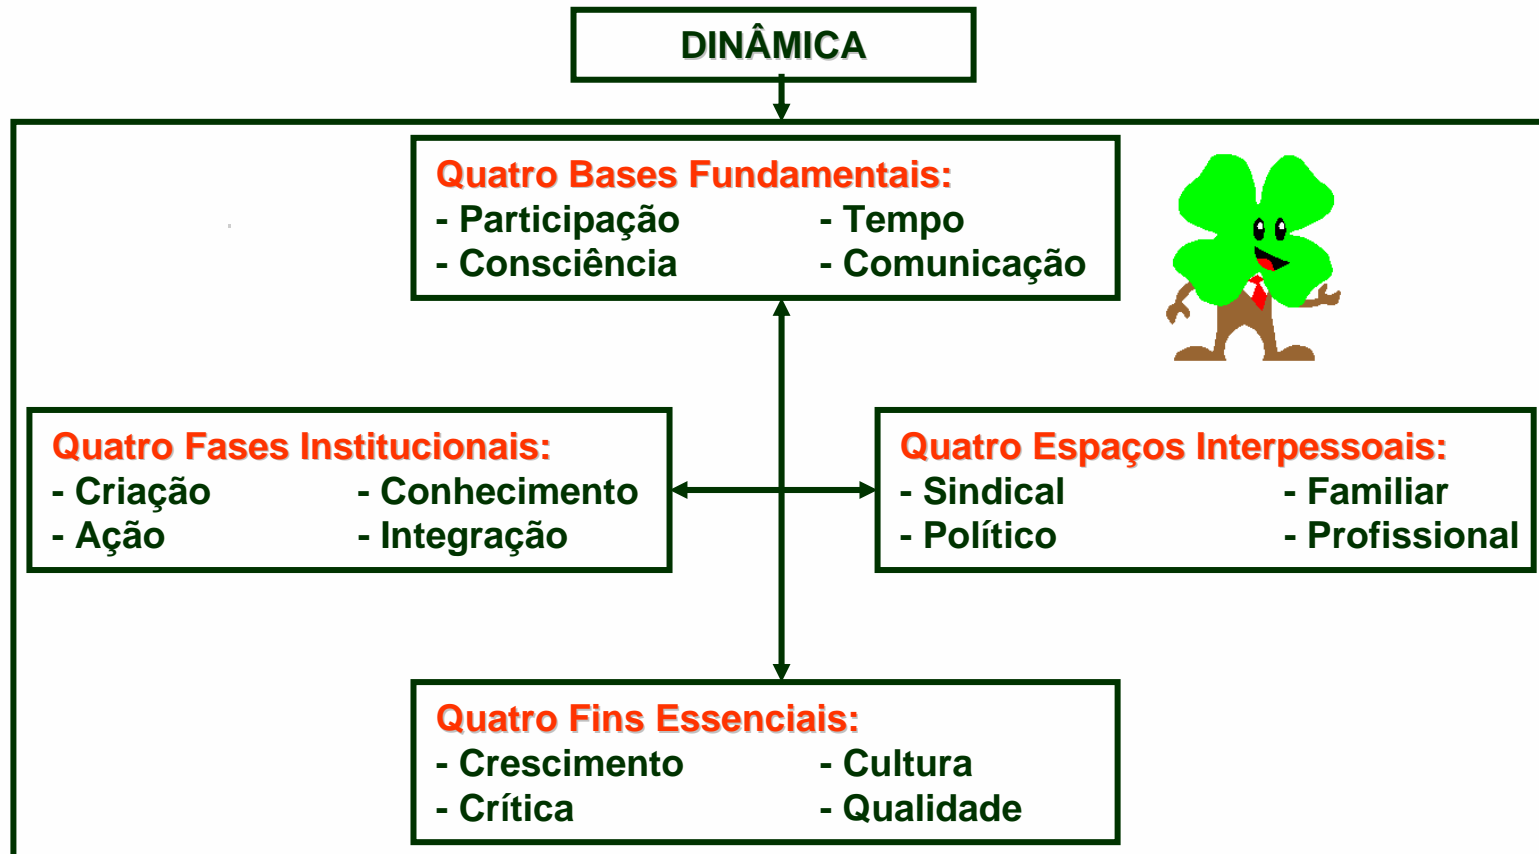 DINÂMICA
Quatro Bases Fundamentais:
- Participação - Tempo
- Consciência - Comunicação
Quatro Fases Institucionais:
- Criação - Conhecimento
- Ação - Integração
Quatro Espaços Interpessoais:
- Sindical - Familiar
- Político - Profissional
Quatro Fins Essenciais:
- Crescimento - Cultura
- Crítica - Qualidade